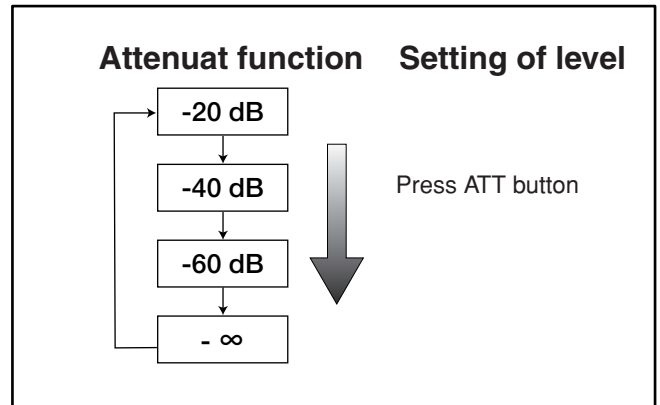 Attenuat function Setting of level
-20 dB
-40 dB
Press ATT button
-60 dB
- ∞